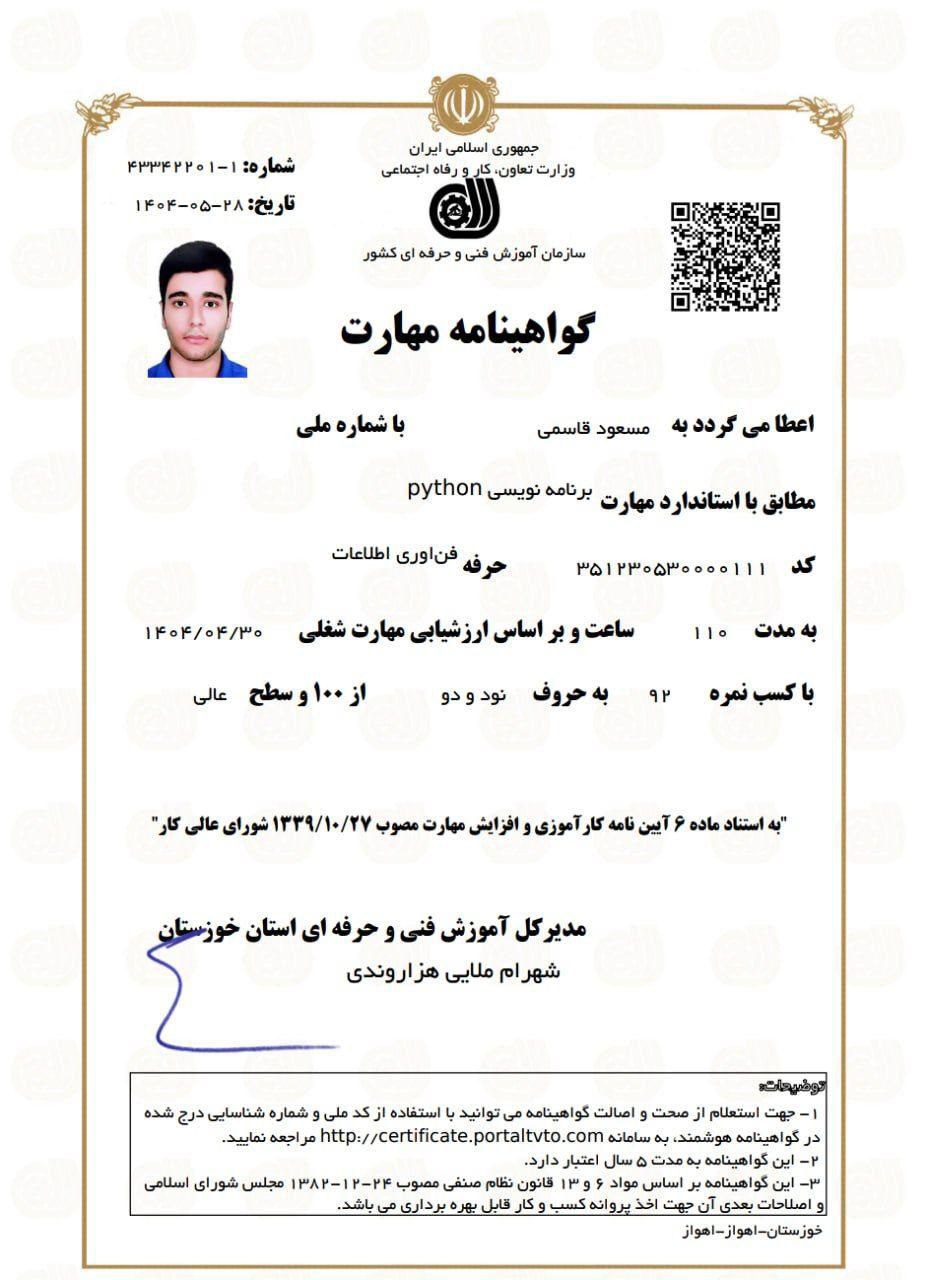 جمهوری اسلامی ایران
وزارت تعاون، کار و رفاه اجتماعی
سازمان آموزش فنی و حرفه ای کشور
شماره: ۱-۴۳۳۴۲۲۰۱
تاریخ: ۲۸-۰۵-۱۴۰۴
گواهینامه مهارت
اعطا می گردد به مسعود قاسمی با شماره ملی
مطابق با استاندارد مهارت برنامه نویسی python
کد ۳۵۱۲۳۰۵۳۰۰۰۰۱۱۱ حرفه فن‌اوری اطلاعات
به مدت ۱۱۰ ساعت و بر اساس ارزشیابی مهارت شغلی ۱۴۰۴/۰۴/۳۰
با کسب نمره ۹۲ به حروف نود و دو از ۱۰۰ و سطح عالی
"به استناد ماده ۶ آیین نامه کارآموزی و افزایش مهارت مصوب ۱۳۳۹/۱۰/۲۷ شورای عالی کار"
مدیرکل آموزش فنی و حرفه ای استان خوزستان
شهرام ملایی هزاروندی
توضیحات:
۱- جهت استعلام از صحت و اصالت گواهینامه می توانید با استفاده از کد ملی و شماره شناسایی درج شده
در گواهینامه هوشمند، به سامانه http://certificate.portaltvto.com مراجعه نمایید.
۲- این گواهینامه به مدت ۵ سال اعتبار دارد.
۳- این گواهینامه بر اساس مواد ۶ و ۱۳ قانون نظام صنفی مصوب ۲۴-۱۲-۱۳۸۲ مجلس شورای اسلامی
و اصلاحات بعدی آن جهت اخذ پروانه کسب و کار قابل بهره برداری می باشد.
خوزستان-اهواز-اهواز